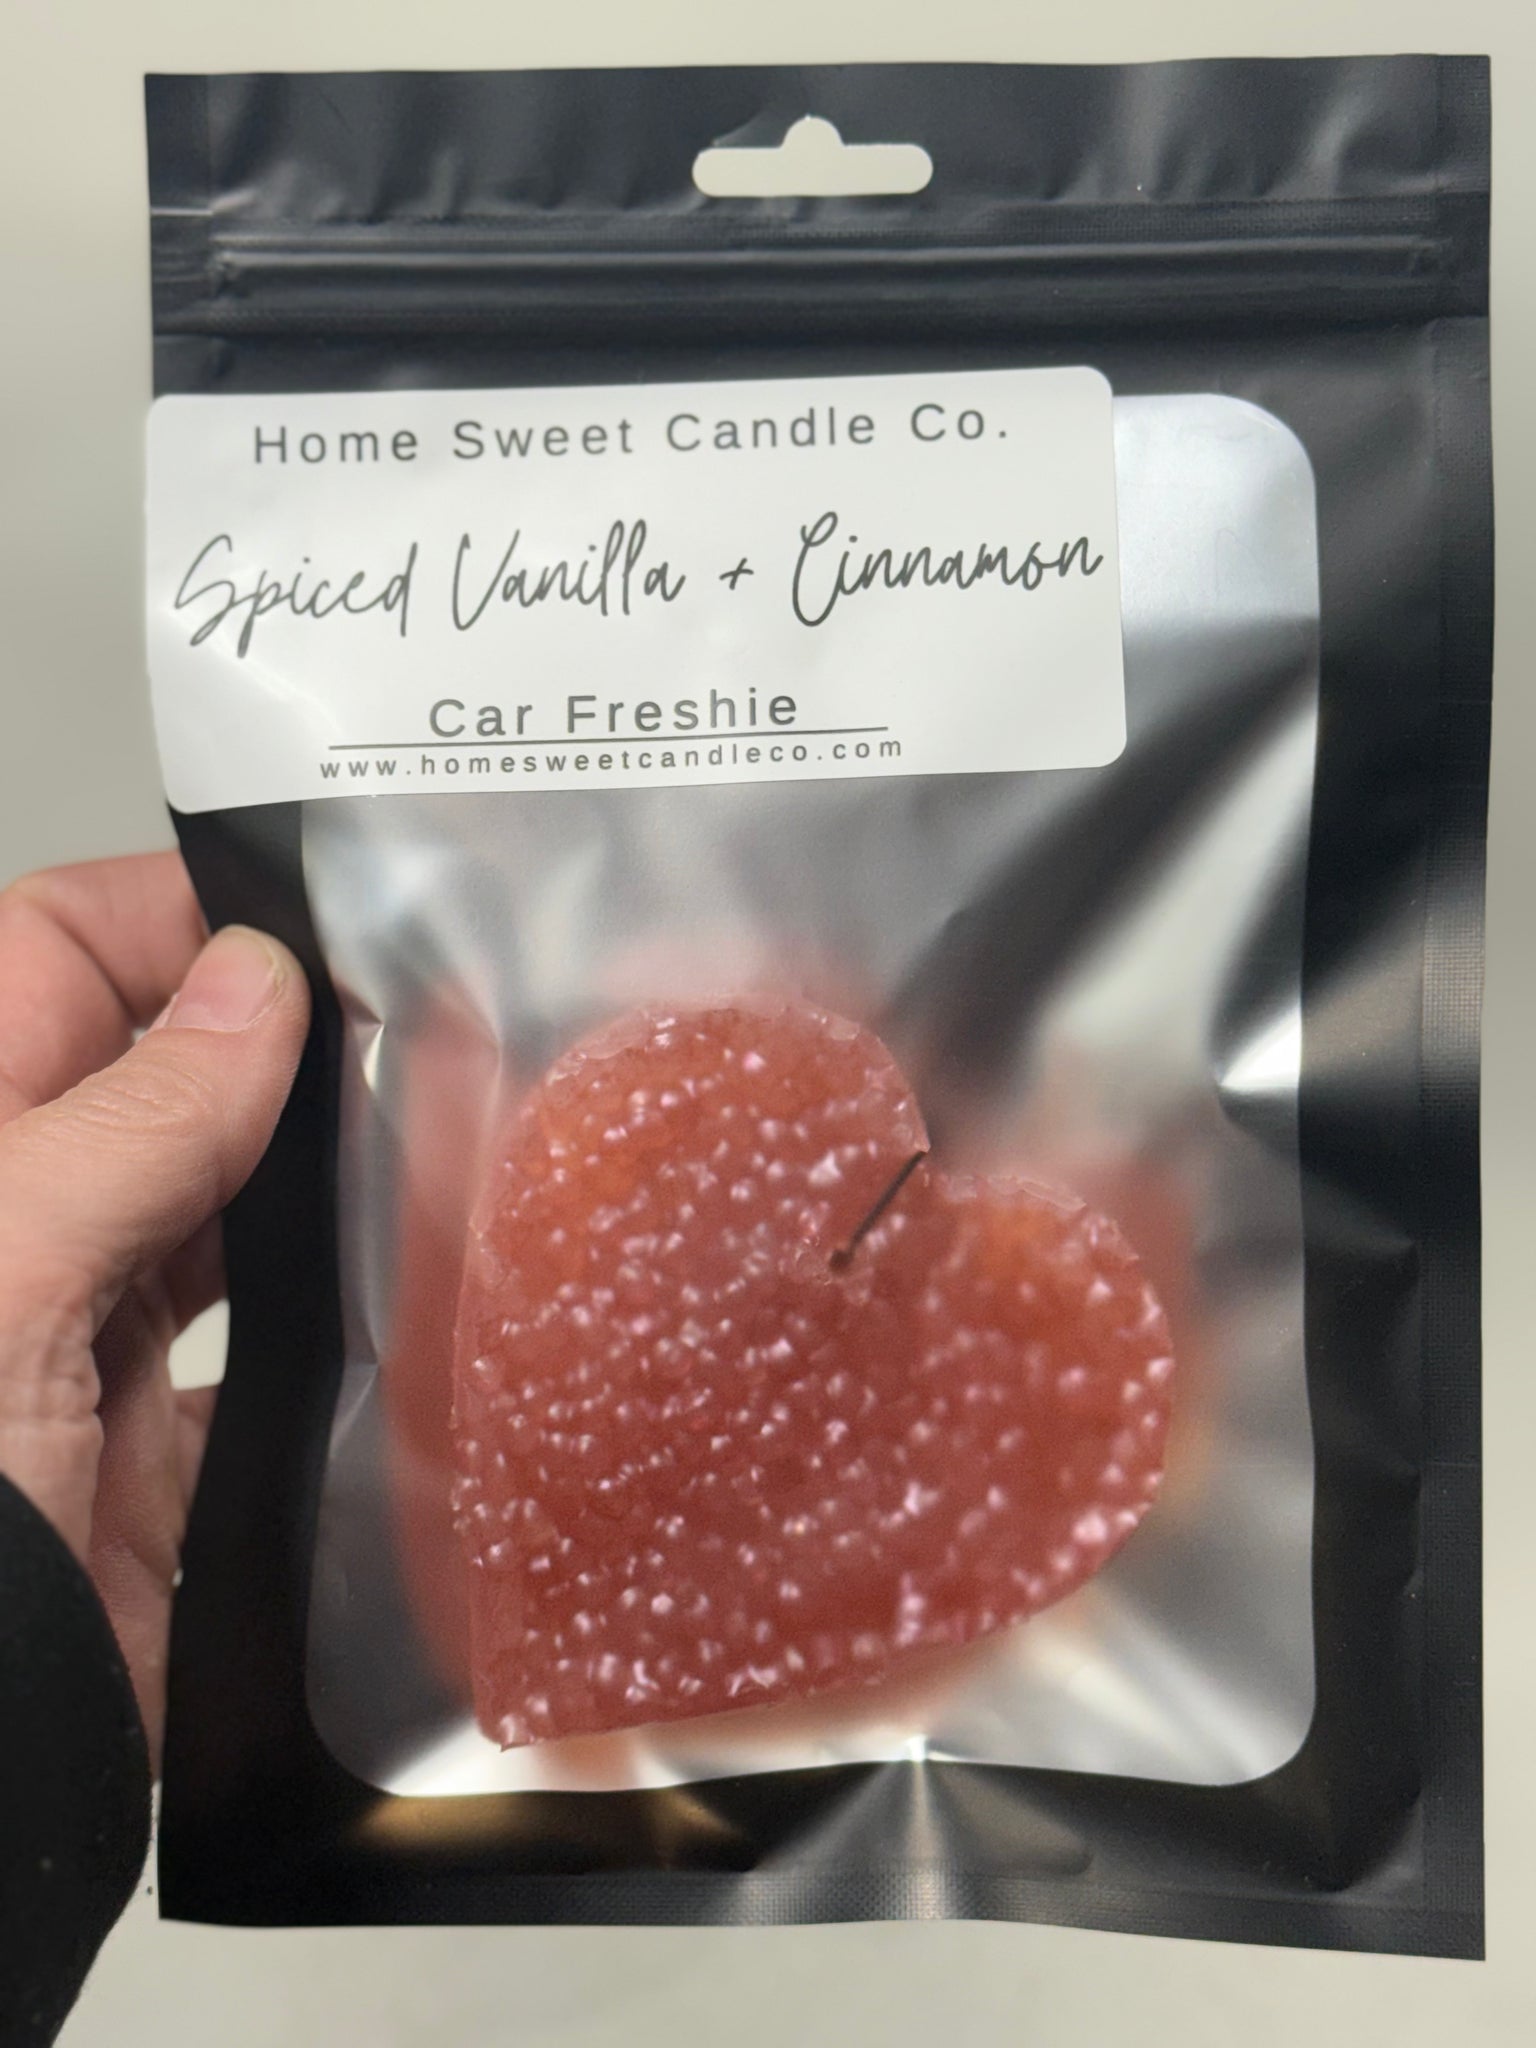 Home Sweet Candle Co.
Spiced Vanilla + Cinnamon
Car Freshie
www.homesweetcandleco.com